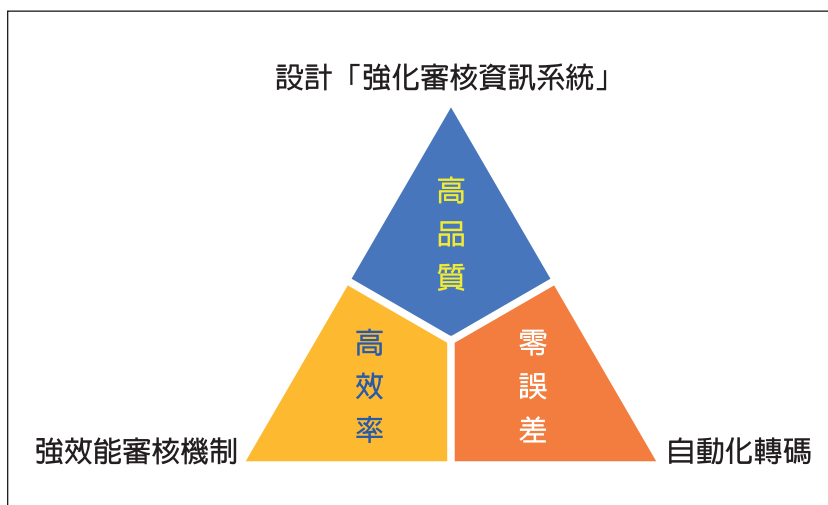 設計「強化審核資訊系統」
高品質
高效率
零誤差
強效能審核機制
自動化轉碼